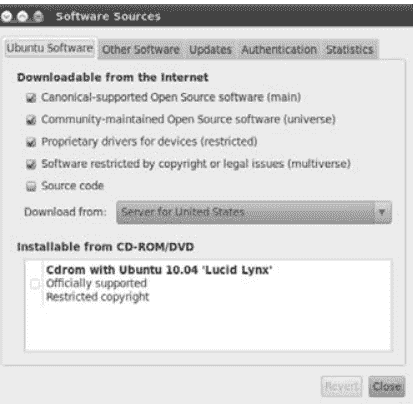 Software Sources
Ubuntu Software Other Software Updates Authentication Statistics
Downloadable from the Internet
Canonical-supported Open Source software (main)
Community-maintained Open Source software (universe)
Proprietary drivers for devices (restricted)
Software restricted by copyright or legal issues (multiverse)
Source code
Download from: Server for United States
Installable from CD-ROM/DVD
Cdrom with Ubuntu 10.04 'Lucid Lynx'
Officially supported
Restricted copyright
Revert Close